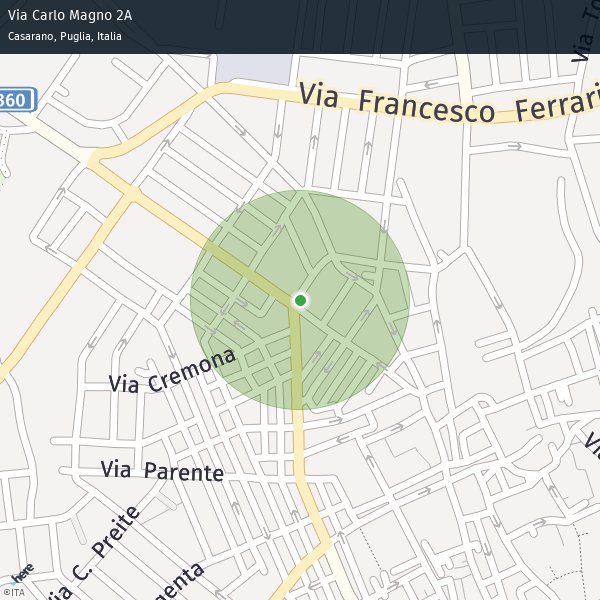 Via Carlo Magno 2A
Casarano, Puglia, Italia
Via Francesco Ferrari
Via To
360
Via Cremona
Via Parente
Via C. Preite
menta
Via
here
©ITA